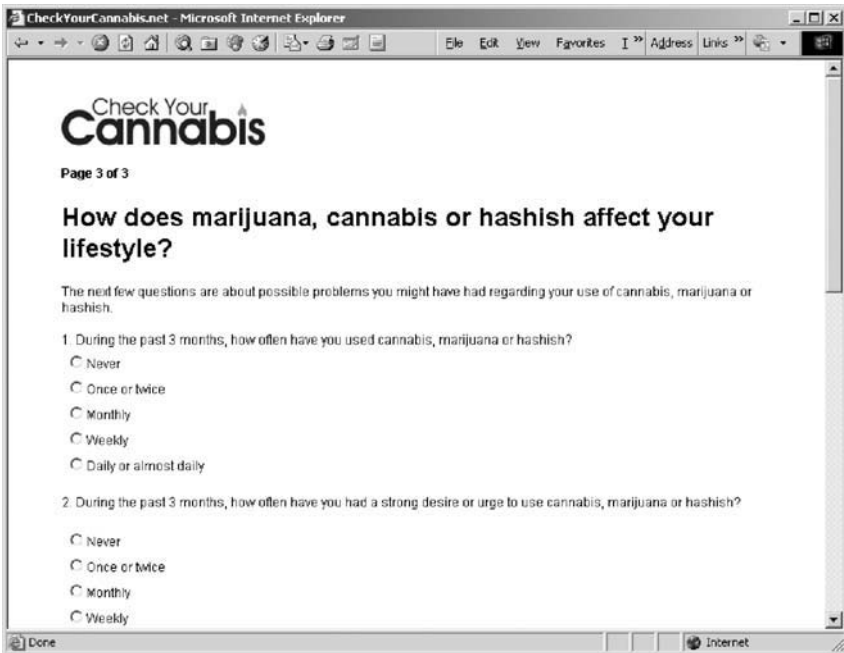 CheckYourCannabis.net - Microsoft Internet Explorer
File Edit View Favorites T » Address Links »
Check Your
Cannabis
Page 3 of 3
How does marijuana, cannabis or hashish affect your
lifestyle?
The next few questions are about possible problems you might have had regarding your use of cannabis, marijuana or
hashish.
1. During the past 3 months, how often have you used cannabis, marijuana or hashish?
Never
Once or twice
Monthly
Weekly
Daily or almost daily
2. During the past 3 months, how often have you had a strong desire or urge to use cannabis, marijuana or hashish?
Never
Once or twice
Monthly
Weekly
Done
Internet